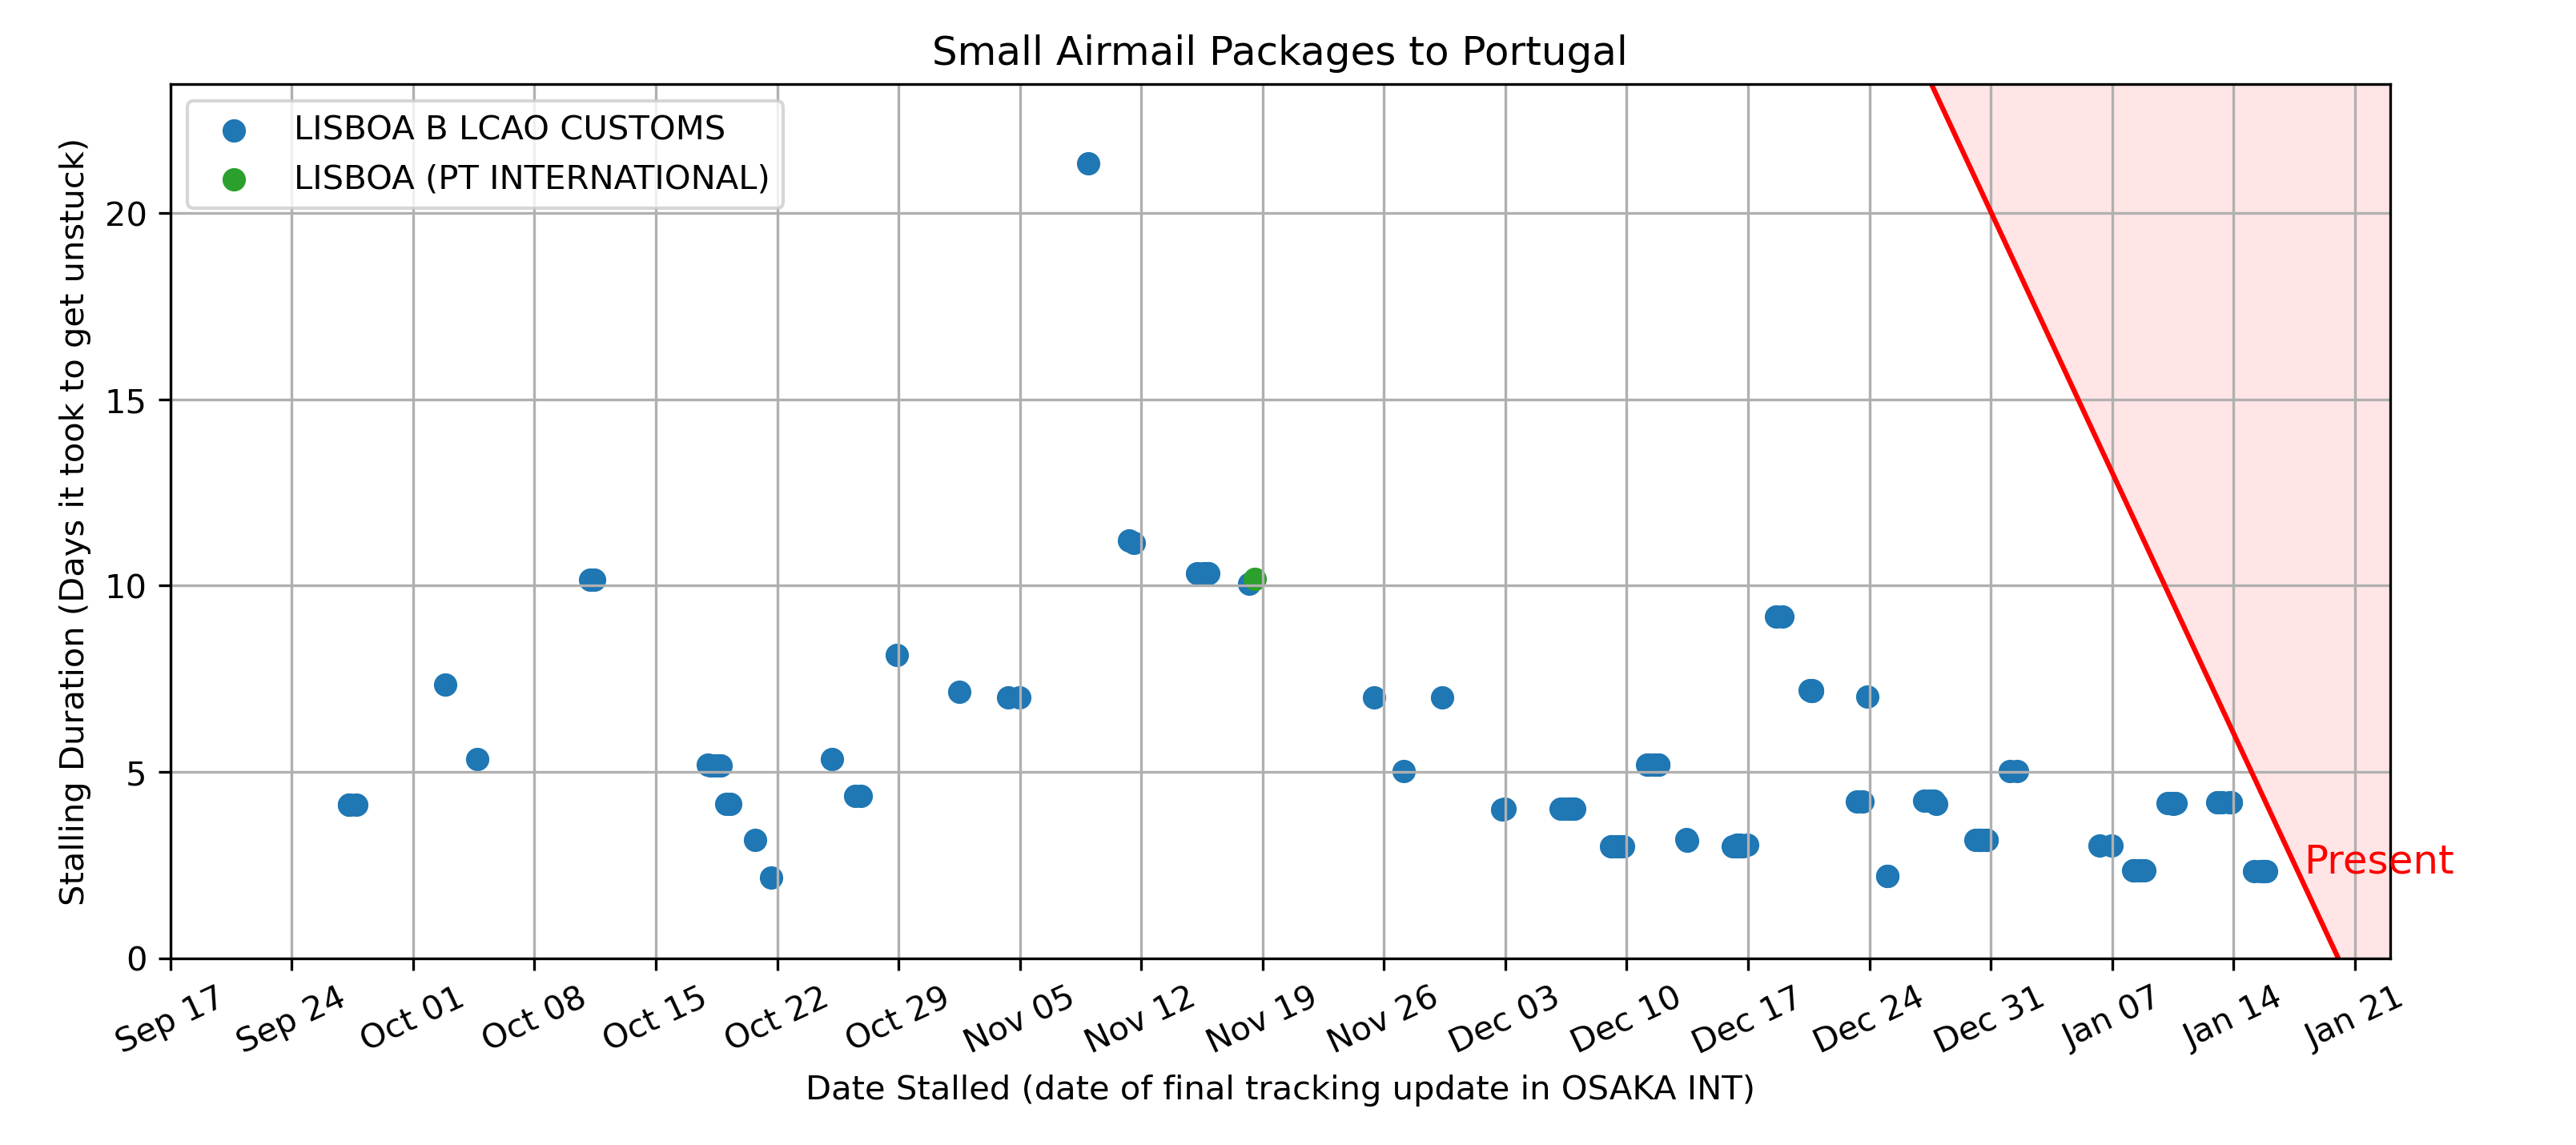 Small Airmail Packages to Portugal
LISBOA B LCAO CUSTOMS
LISBOA (PT INTERNATIONAL)
Stalling Duration (Days it took to get unstuck)
20
15
10
5
0
Present
Sep 17
Sep 24
Oct 01
Oct 08
Oct 15
Oct 22
Oct 29
Nov 05
Nov 12
Nov 19
Nov 26
Dec 03
Dec 10
Dec 17
Dec 24
Dec 31
Jan 07
Jan 14
Jan 21
Date Stalled (date of final tracking update in OSAKA INT)